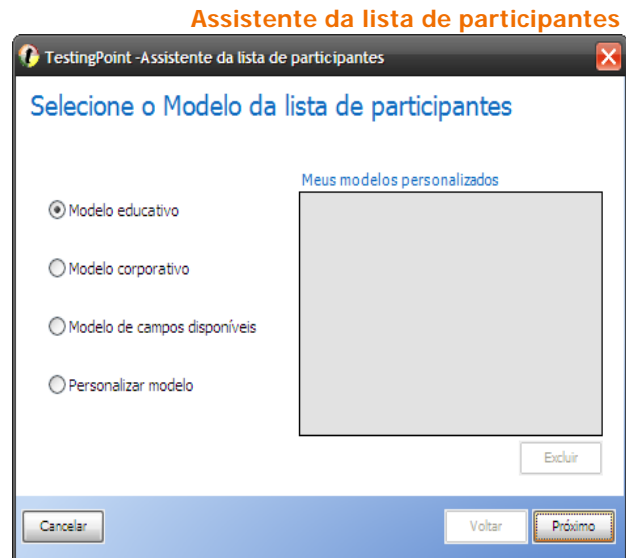 Assistente da lista de participantes
TestingPoint -Assistente da lista de participantes
Selecione o Modelo da lista de participantes
Meus modelos personalizados
Modelo educativo
Modelo corporativo
Modelo de campos disponíveis
Personalizar modelo
Excluir
Cancelar
Voltar
Próximo